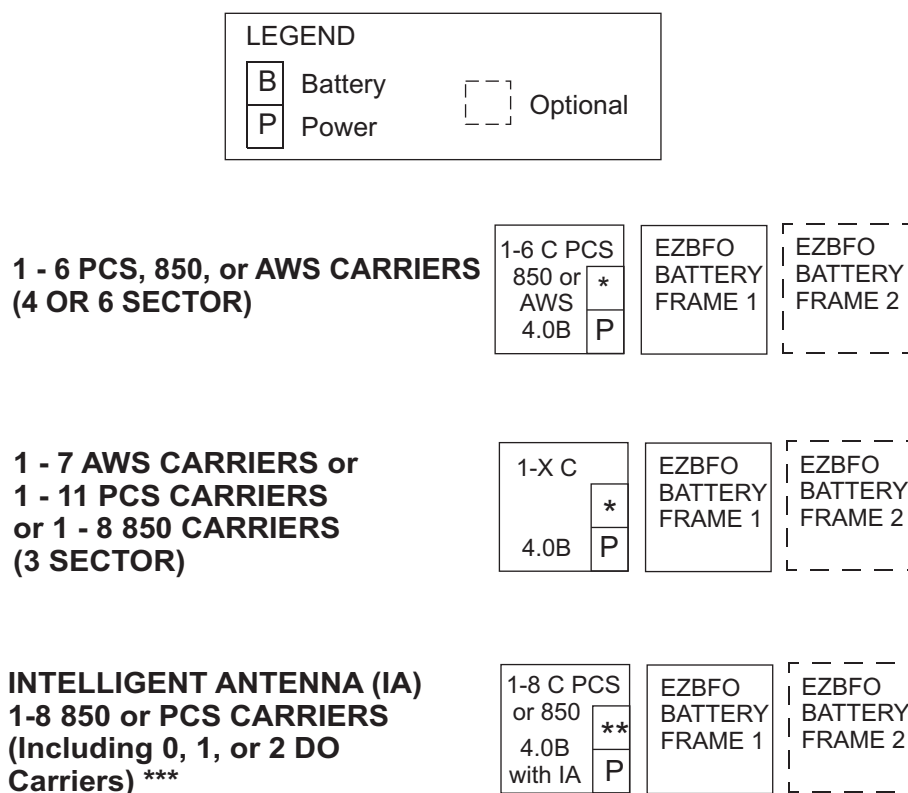 LEGEND
B Battery
P Power
Optional
1 - 6 PCS, 850, or AWS CARRIERS
(4 OR 6 SECTOR)
1-6 C PCS
850 or
AWS
4.0B
*
P
EZBFO
BATTERY
FRAME 1
EZBFO
BATTERY
FRAME 2
1 - 7 AWS CARRIERS or
1 - 11 PCS CARRIERS
or 1 - 8 850 CARRIERS
(3 SECTOR)
1-X C
4.0B
*
P
EZBFO
BATTERY
FRAME 1
EZBFO
BATTERY
FRAME 2
INTELLIGENT ANTENNA (IA)
1-8 850 or PCS CARRIERS
(Including 0, 1, or 2 DO
Carriers) ***
1-8 C PCS
or 850
4.0B
with IA
**
P
EZBFO
BATTERY
FRAME 1
EZBFO
BATTERY
FRAME 2